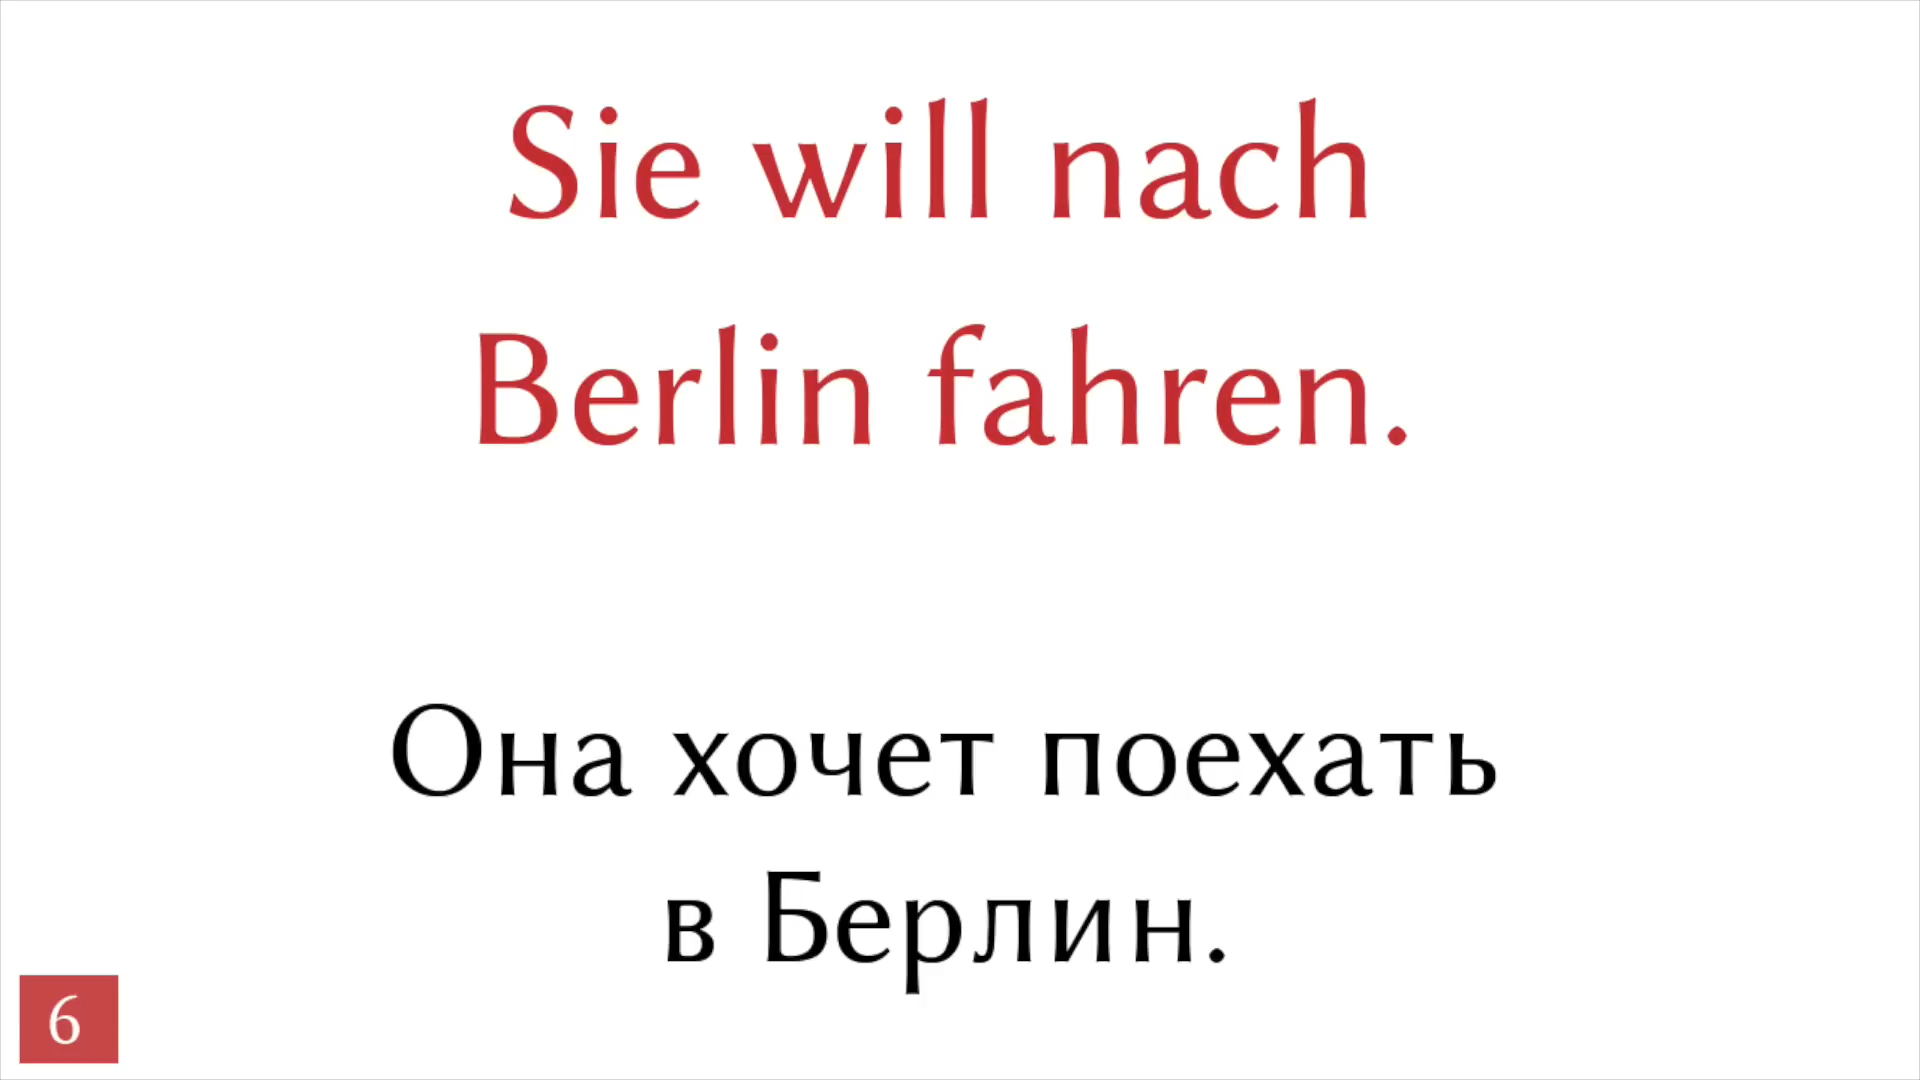 Sie will nach
Berlin fahren.
Она хочет поехать
в Берлин.
6